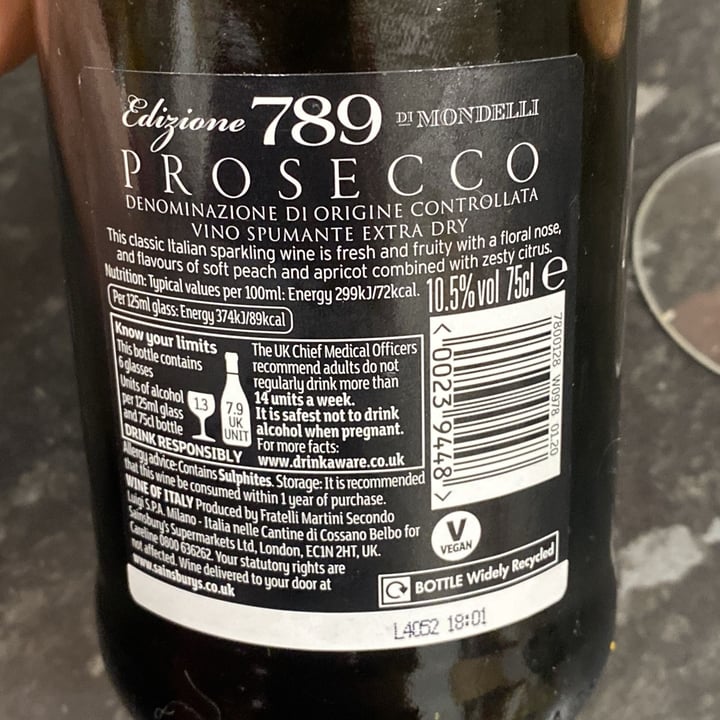 Edizione 789 DI MONDELLI
PROSECCO
DENOMINAZIONE DI ORIGINE CONTROLLATA
VINO SPUMANTE EXTRA DRY
This classic Italian sparkling wine is fresh and fruity with a floral nose,
and flavours of soft peach and apricot combined with zesty citrus.
Nutrition: Typical values per 100ml: Energy 299kJ/72kcal.
Per 125ml glass: Energy 374kJ/89kcal
10.5% vol 75cl e
Know your limits
This bottle contains
6 glasses
Units of alcohol
per 125ml glass
and 75cl bottle
1.3
7.9
UK
UNIT
DRINK RESPONSIBLY
The UK Chief Medical Officers
recommend adults do not
regularly drink more than
14 units a week.
It is safest not to drink
alcohol when pregnant.
For more facts:
www.drinkaware.co.uk
Allergy advice: Contains Sulphites. Storage: It is recommended
that this wine be consumed within 1 year of purchase.
WINE OF ITALY Produced by Fratelli Martini Secondo
Luigi S.P.A. Milano - Italia nelle Cantine di Cossano Belbo for
Sainsbury's Supermarkets Ltd, London, EC1N 2HT, UK.
Careline 0800 636262. Your statutory rights are
not affected. Wine delivered to your door at
www.sainsburys.co.uk
<0023 9448>
7800128 W0978 01.20
V
VEGAN
BOTTLE Widely Recycled
L4052 18:01